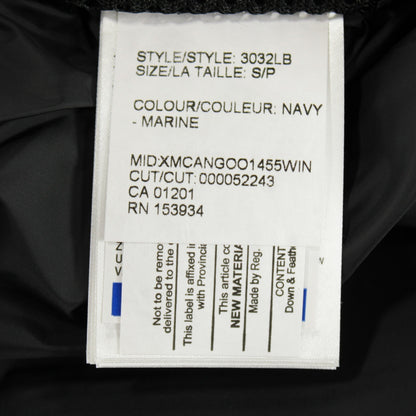 STYLE/STYLE: 3032LB
SIZE/LA TAILLE: S/P
COLOUR/COULEUR: NAVY
- MARINE
MID:XMCANGOO1455WIN
CUT/CUT: 000052243
CA 01201
RN 153934
Not to be remo
delivered to the
This label is affixed in
with Provincia
This article co
NEW MATERIA
Made by Reg.
CONTENT
Down & Feathe